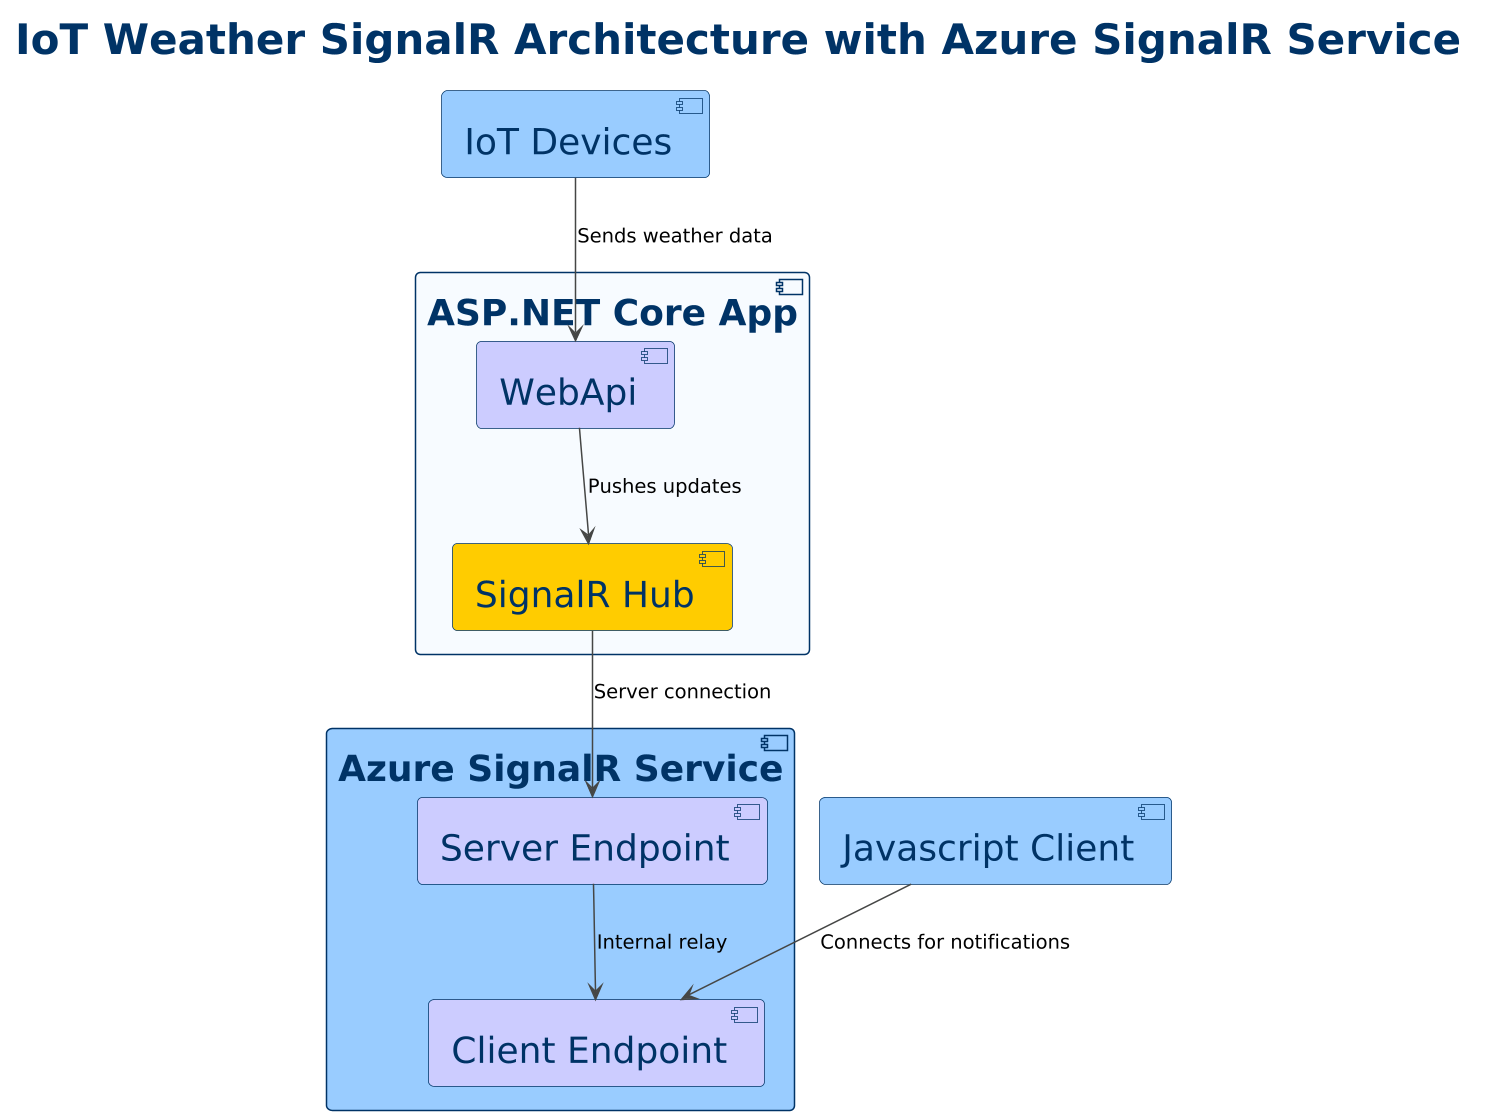 IoT Weather SignalR Architecture with Azure SignalR Service
IoT Devices
Sends weather data
ASP.NET Core App
WebApi
Pushes updates
SignalR Hub
Server connection
Azure SignalR Service
Server Endpoint
Javascript Client
Internal relay
Connects for notifications
Client Endpoint